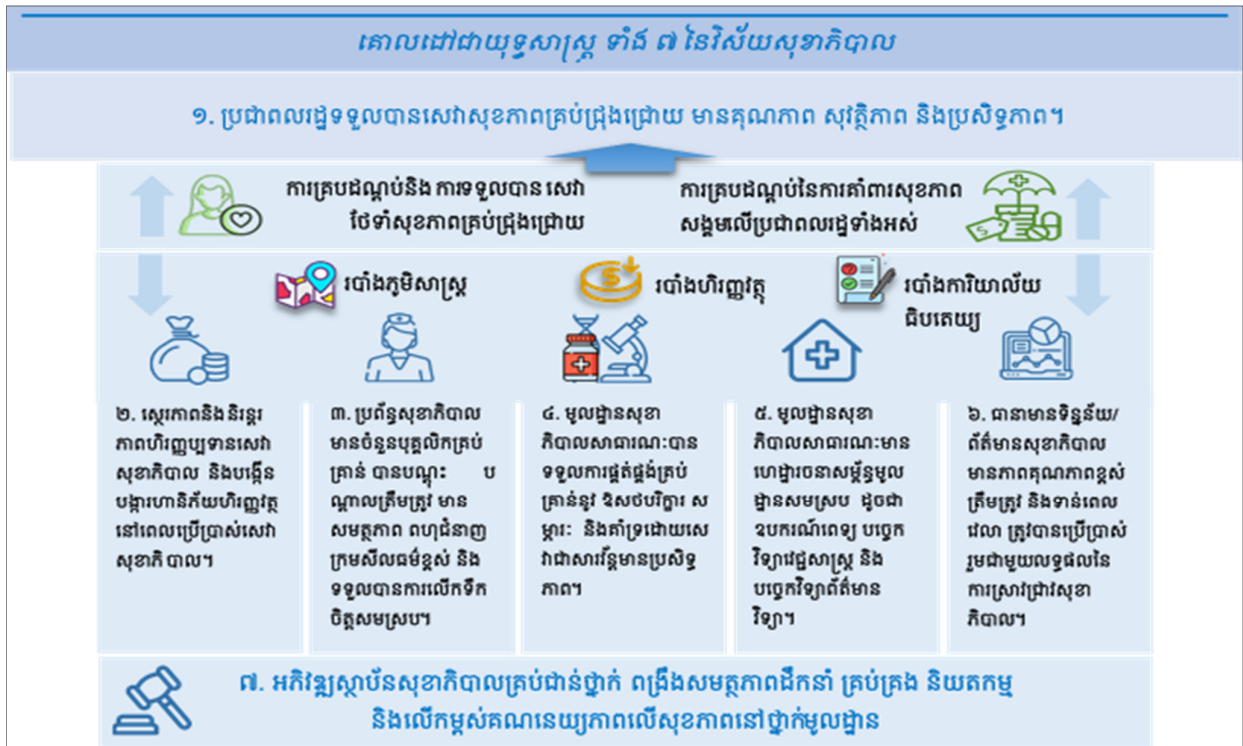 គោលដៅជាយុទ្ធសាស្ត្រ ទាំង ៧ នៃវិស័យសុខាភិបាល
១. ប្រជាពលរដ្ឋទទួលបានសេវាសុខភាពគ្រប់ជ្រុងជ្រោយ មានគុណភាព សុវត្ថិភាព និងប្រសិទ្ធភាព។
ការគ្របដណ្តប់និង ការទទួលបាន សេវា
ថែទាំសុខភាពគ្រប់ជ្រុងជ្រោយ
ការគ្របដណ្តប់នៃការគាំពារសុខភាព
សង្គមលើប្រជាពលរដ្ឋទាំងអស់
របាំងភូមិសាស្ត្រ
របាំងហិរញ្ញវត្ថុ
របាំងការិយាល័យ
ធិបតេយ្យ
២. ស្ថេរភាពនិងនិរន្តរ
ភាពហិរញ្ញប្បទានសេវា
សុខាភិបាល និងបង្កើន
បង្ការហានិភ័យហិរញ្ញវត្ថុ
នៅពេលប្រើប្រាស់សេវា
សុខាភិ បាល។
៣. ប្រព័ន្ធសុខាភិបាល
មានចំនួនបុគ្គលិកគ្រប់
គ្រាន់ បានបណ្តុះ ប
ណ្តាលត្រឹមត្រូវ មាន
សមត្ថភាព ពហុជំនាញ
ក្រមសីលធម៌ខ្ពស់ និង
ទទួលបានការលើកទឹក
ចិត្តសមស្រប។
៤. មូលដ្ឋានសុខា
ភិបាលសាធារណៈបាន
ទទួលការផ្គត់ផ្គង់គ្រប់
គ្រាន់នូវ ឱសថបរិក្ខារ ស
ម្ភារៈ និងគាំទ្រដោយសេ
វាជាសារវ័ន្តមានប្រសិទ្ធ
ភាព។
៥. មូលដ្ឋានសុខា
ភិបាលសាធារណៈមាន
ហេដ្ឋារចនាសម្ព័ន្ធមូល
ដ្ឋានសមស្រប ដូចជា
ឧបករណ៍ពេទ្យ បច្ចេក
វិទ្យាវេជ្ជសាស្ត្រ និង
បច្ចេកវិទ្យាព័ត៌មាន
វិទ្យា។
៦. ធានាមានទិន្នន័យ/
ព័ត៌មានសុខាភិបាល
មានភាពគុណភាពខ្ពស់
ត្រឹមត្រូវ និងទាន់ពេល
វេលា ត្រូវបានប្រើប្រាស់
រួមជាមួយលទ្ធផលនៃ
ការស្រាវជ្រាវសុខា
ភិបាល។
៧. អភិវឌ្ឍស្ថាប័នសុខាភិបាលគ្រប់ជាន់ថ្នាក់ ពង្រឹងសមត្ថភាពដឹកនាំ គ្រប់គ្រង និយតកម្ម
និងលើកម្ពស់គណនេយ្យភាពលើសុខភាពនៅថ្នាក់មូលដ្ឋាន